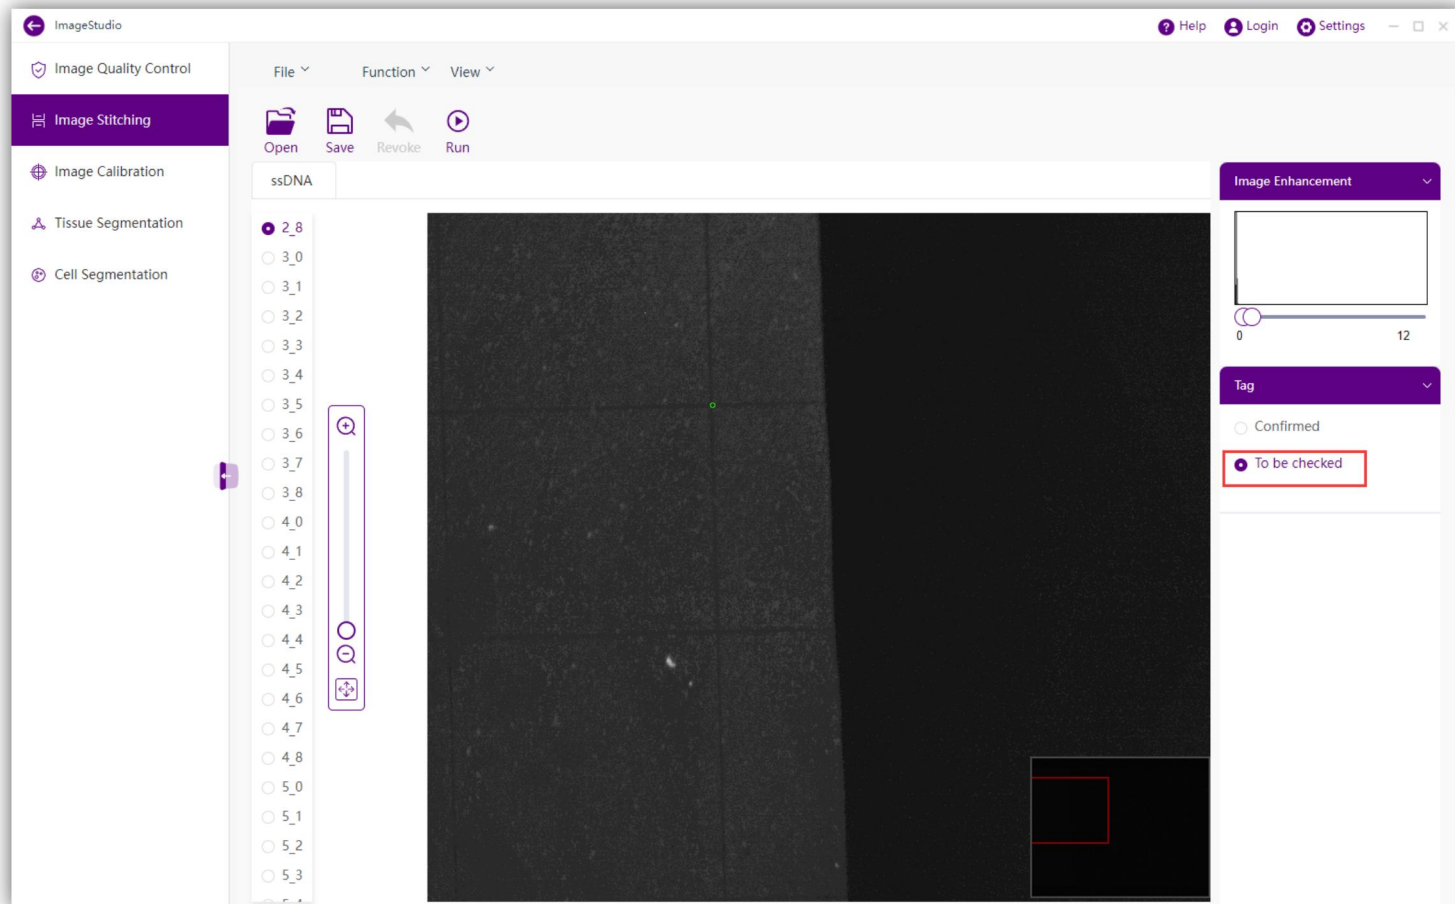 ImageStudio
Help Login Settings
Image Quality Control
Image Stitching
Image Calibration
Tissue Segmentation
Cell Segmentation
File Function View
Open Save Revoke Run
ssDNA
2_8
3_0
3_1
3_2
3_3
3_4
3_5
3_6
3_7
3_8
4_0
4_1
4_2
4_3
4_4
4_5
4_6
4_7
4_8
5_0
5_1
5_2
5_3
Image Enhancement
0 12
Tag
Confirmed
To be checked